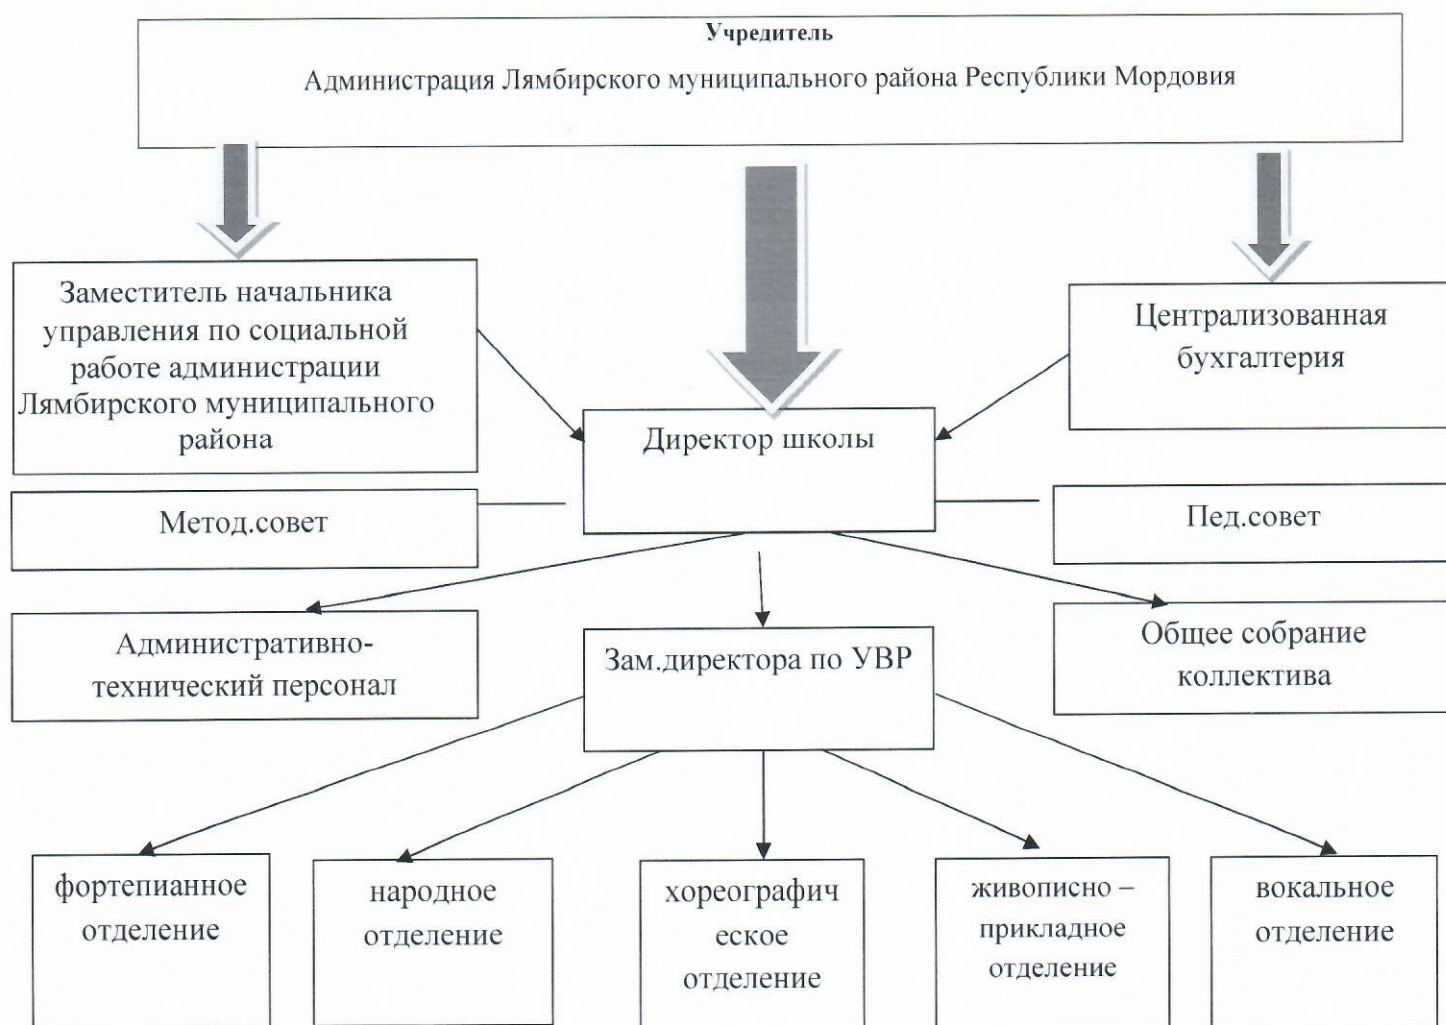 Учредитель
Администрация Лямбирского муниципального района Республики Мордовия
Заместитель начальника
управления по социальной
работе администрации
Лямбирского муниципального
района
Централизованная
бухгалтерия
Директор школы
Метод.совет
Пед.совет
Административно-
технический персонал
Зам.директора по УВР
Общее собрание
коллектива
фортепианное
отделение
народное
отделение
хореографич
еское
отделение
живописно –
прикладное
отделение
вокальное
отделение